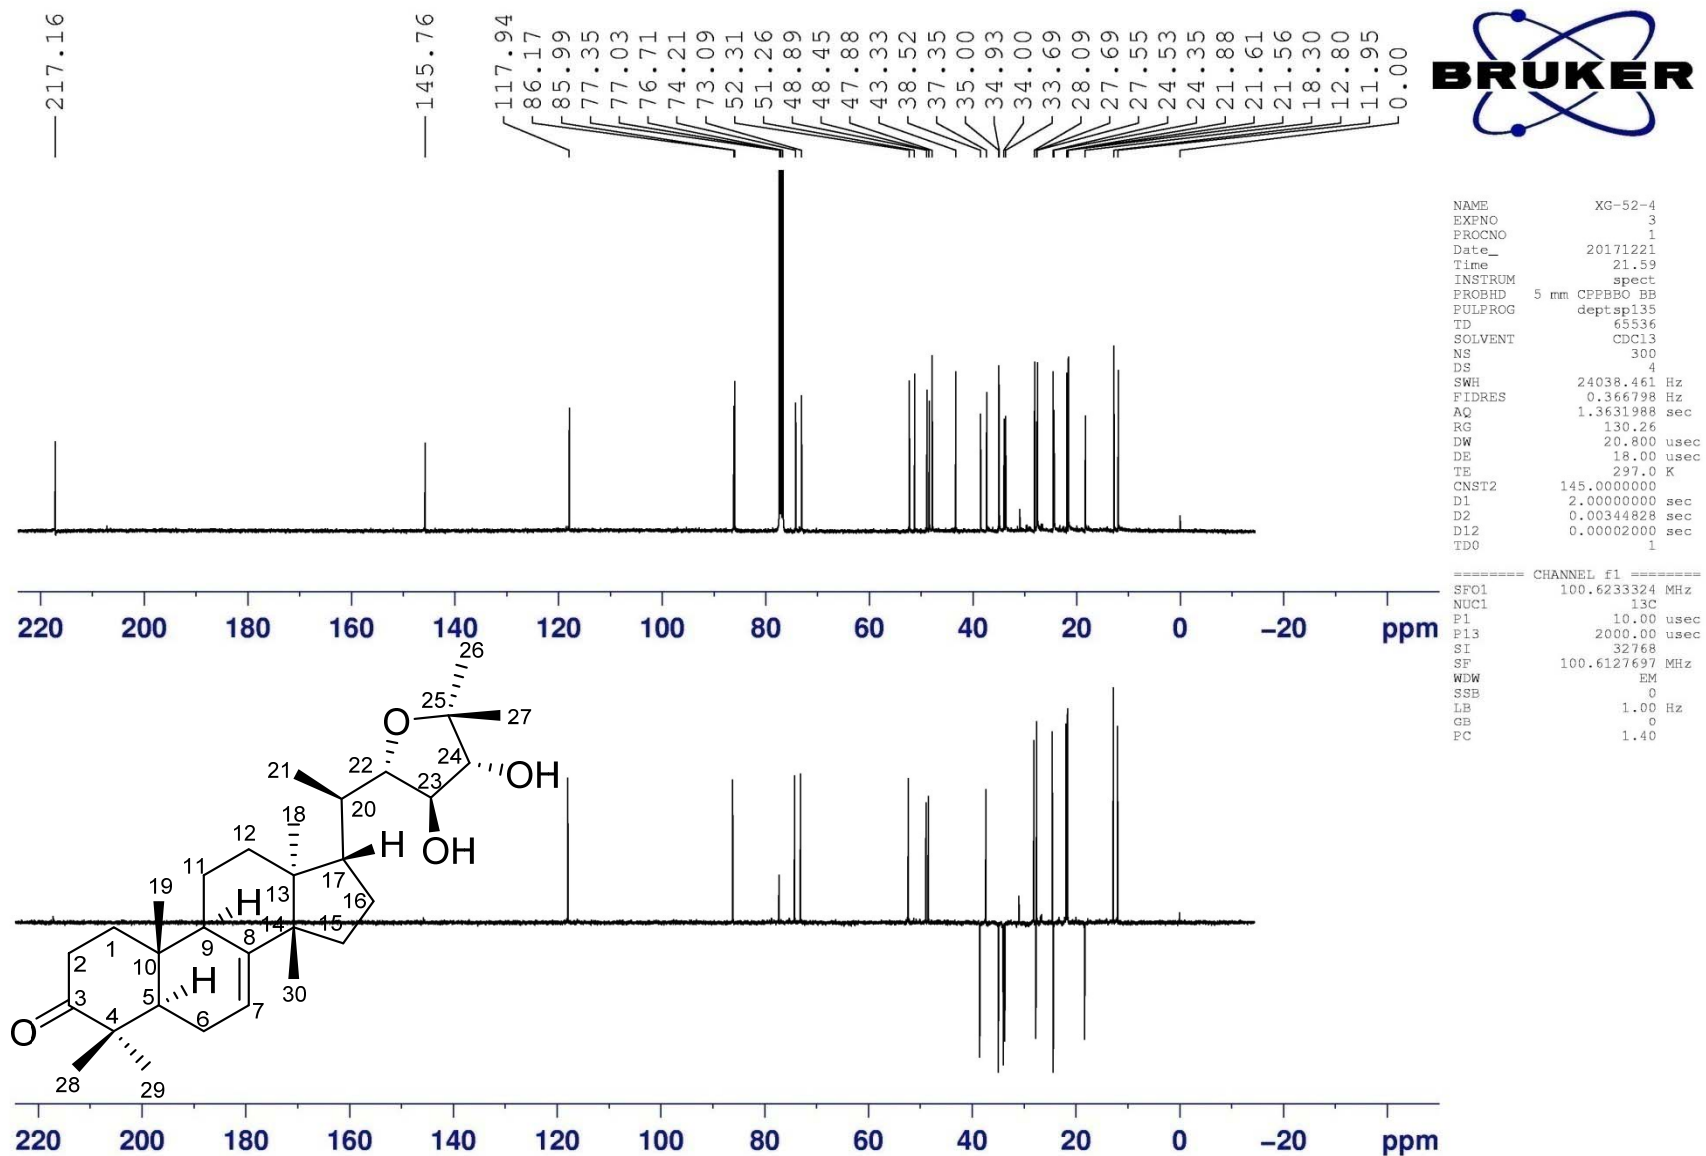 217.16
145.76
117.94
86.17
85.99
77.35
77.03
76.71
74.21
73.09
52.31
51.26
48.89
48.45
47.88
43.33
38.52
37.35
35.00
34.93
34.00
33.69
28.09
27.69
27.55
24.53
24.35
21.88
21.61
21.56
18.30
12.80
11.95
0.00
BRUKER
NAME XG-52-4
EXPNO 3
PROCNO 1
Date_ 20171221
Time 21.59
INSTRUM spect
PROBHD 5 mm CPPBBO BB
PULPROG deptsp135
TD 65536
SOLVENT CDCl3
NS 300
DS 4
SWH 24038.461 Hz
FIDRES 0.366798 Hz
AQ 1.3631988 sec
RG 130.26
DW 20.800 usec
DE 18.00 usec
TE 297.0 K
CNST2 145.0000000
D1 2.00000000 sec
D2 0.00344828 sec
D12 0.00002000 sec
TD0 1
======== CHANNEL f1 ========
SFO1 100.6233324 MHz
NUC1 13C
P1 10.00 usec
P13 2000.00 usec
SI 32768
SF 100.6127697 MHz
WDW EM
SSB 0
LB 1.00 Hz
GB 0
PC 1.40
220 200 180 160 140 120 100 80 60 40 20 0 -20 ppm
26
25
O 27
22 24
21 23 OH
20
18
12 H OH
11
17
19 13 16
H
14 15
1 9 8
2 10
H
3 5 30
4 6 7
O
28 29
220 200 180 160 140 120 100 80 60 40 20 0 -20 ppm